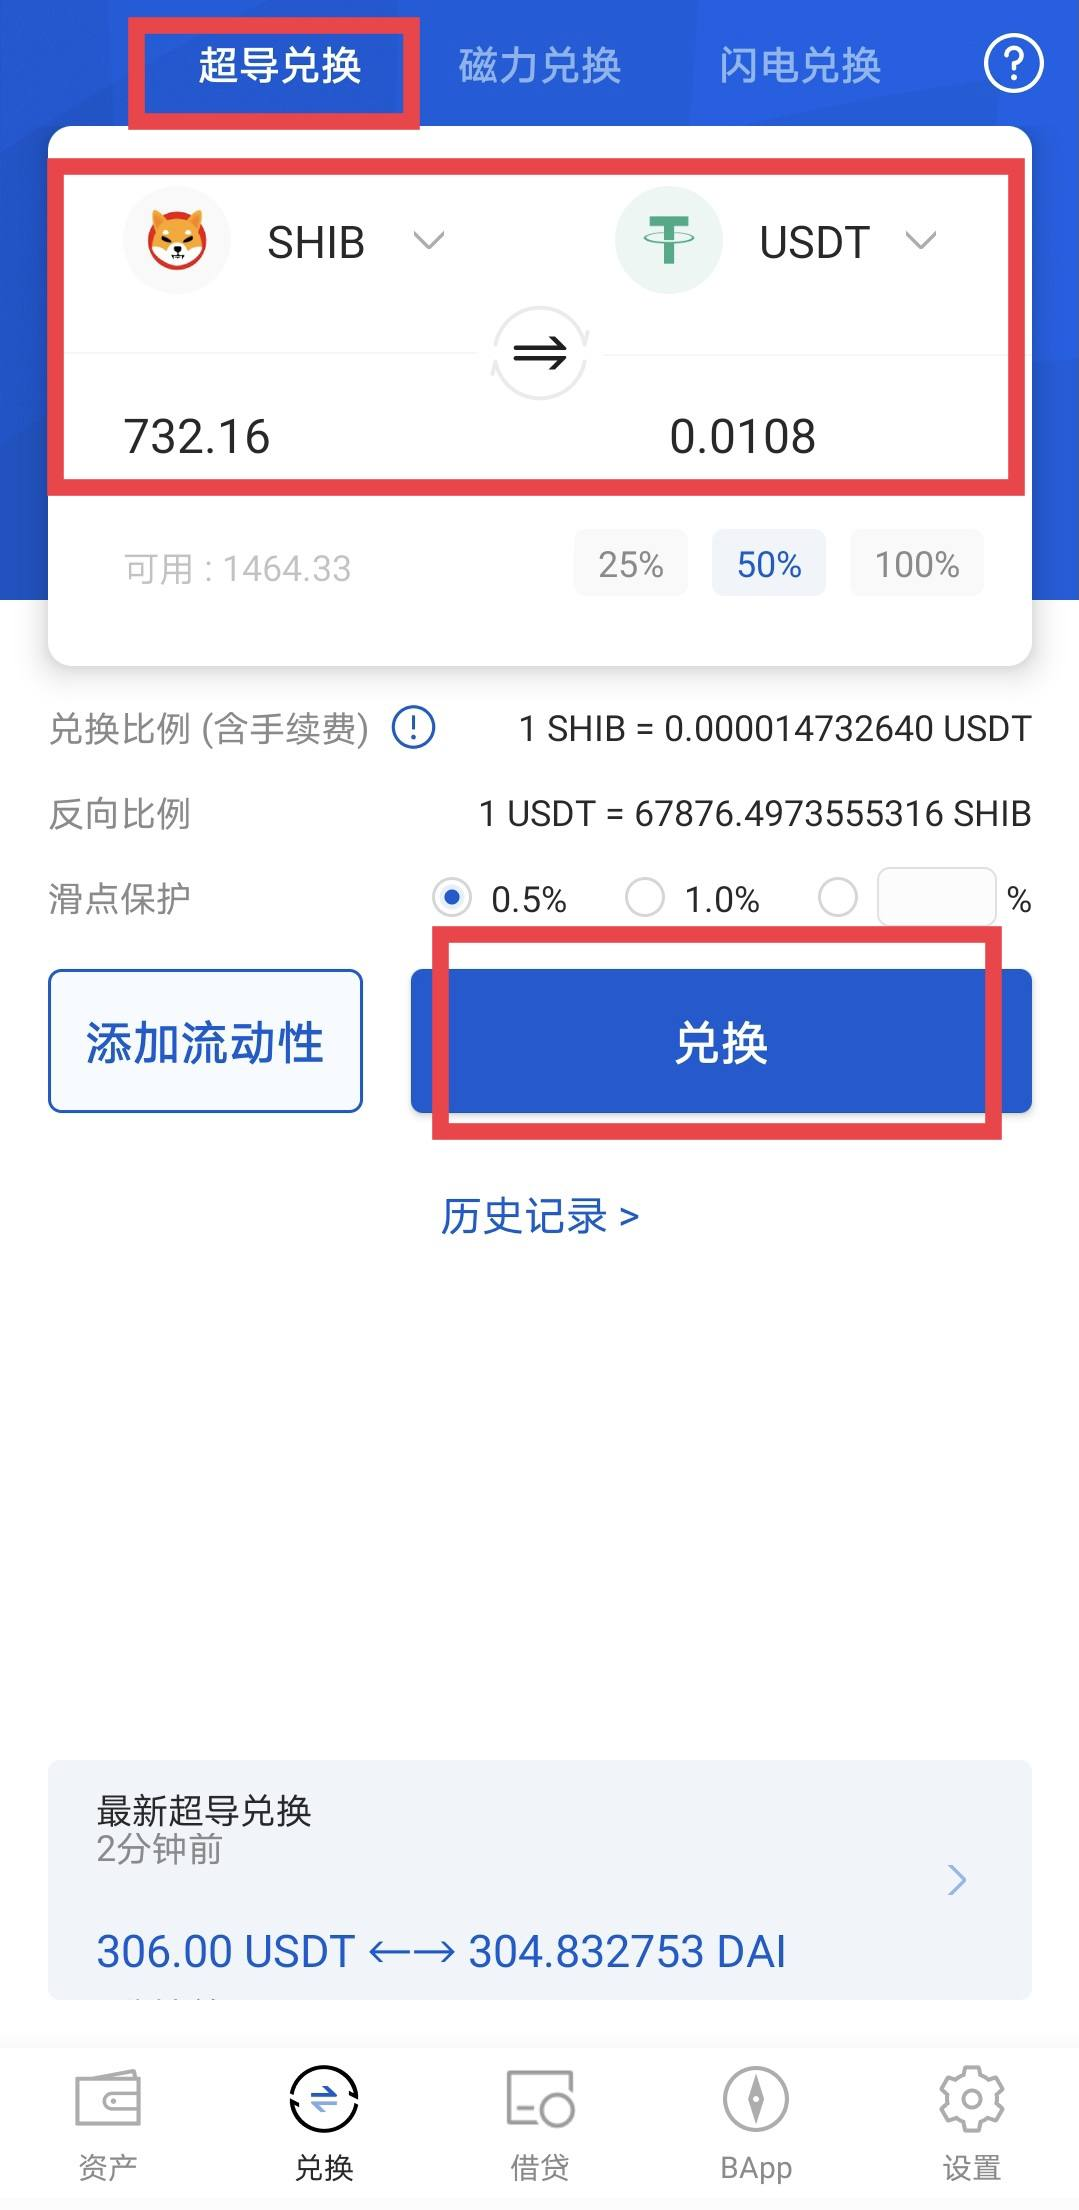 超导兑换 磁力兑换 闪电兑换 ?
SHIB USDT
732.16 0.0108
可用 : 1464.33 25% 50% 100%
兑换比例 (含手续费) ! 1 SHIB = 0.000014732640 USDT
反向比例 1 USDT = 67876.4973555316 SHIB
滑点保护 0.5% 1.0% %
添加流动性 兑换
历史记录 >
最新超导兑换
2分钟前
306.00 USDT ←→ 304.832753 DAI
资产 兑换 借贷 BApp 设置